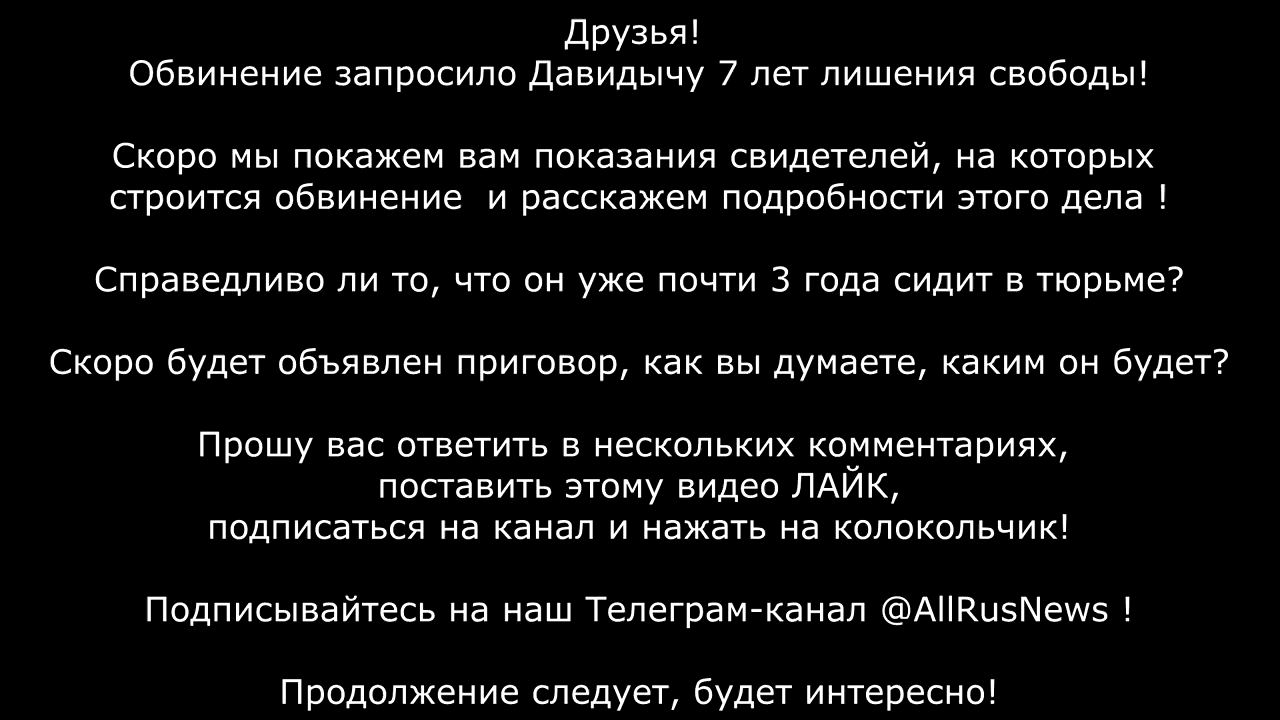 Друзья!
Обвинение запросило Давидычу 7 лет лишения свободы!
Скоро мы покажем вам показания свидетелей, на которых
строится обвинение  и расскажем подробности этого дела !
Справедливо ли то, что он уже почти 3 года сидит в тюрьме?
Скоро будет объявлен приговор, как вы думаете, каким он будет?
Прошу вас ответить в нескольких комментариях,
поставить этому видео ЛАЙК,
подписаться на канал и нажать на колокольчик!
Подписывайтесь на наш Телеграм-канал @AllRusNews !
Продолжение следует, будет интересно!